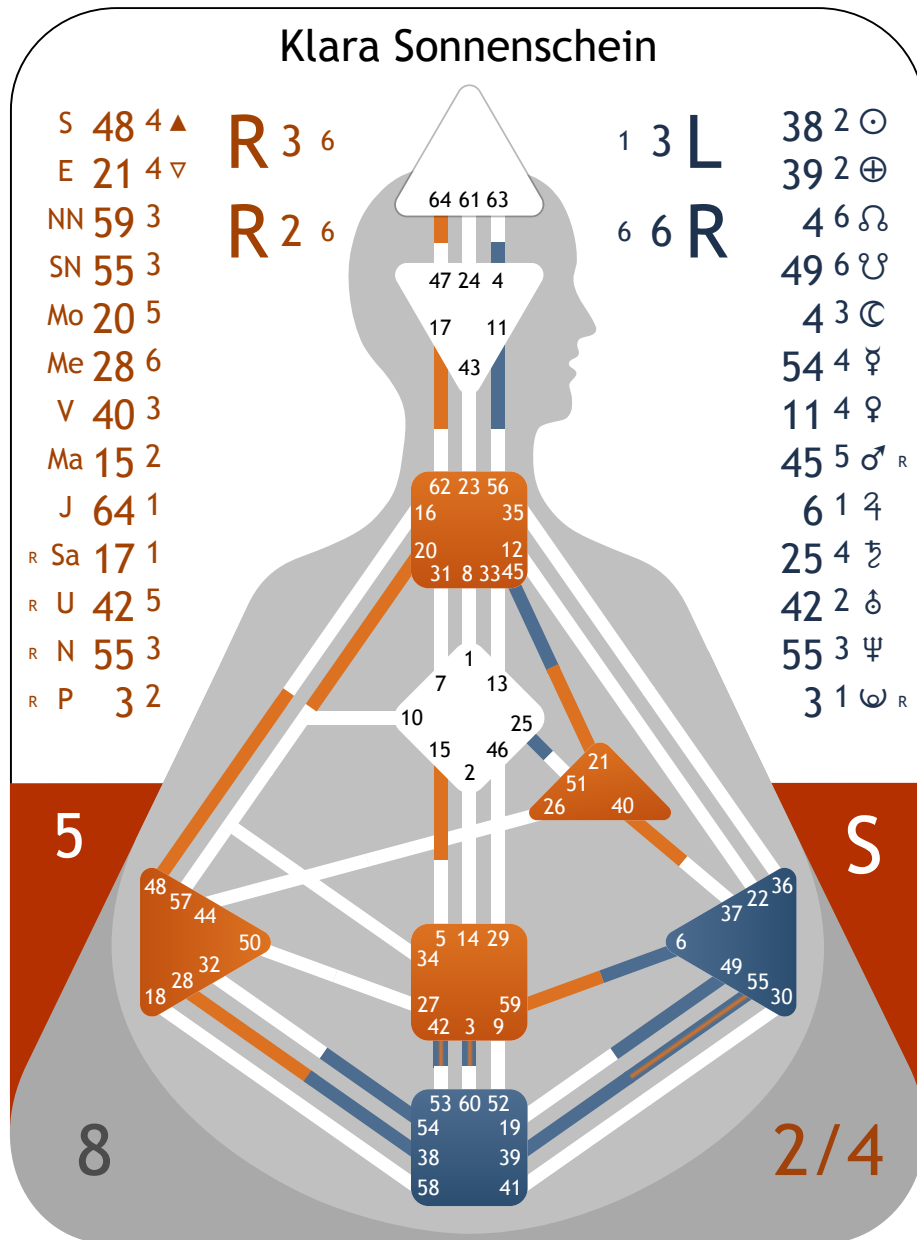 Klara Sonnenschein
S 48 4 ▲ R 3 6 1 3 L 38 2 ☉
E 21 4 ▽ 39 2 ⊕
NN 59 3 R 2 6 6 6 R 4 6 ☊
SN 55 3 49 6 ☋
Mo 20 5 4 3 ☾
Me 28 6 54 4 ☿
V 40 3 11 4 ♀
Ma 15 2 45 5 ♂ R
J 64 1 6 1 ♃
R Sa 17 1 25 4 ♄
R U 42 5 42 2 ⛢
R N 55 3 55 3 ♆
R P 3 2 3 1 R
64 61 63
47 24 4
17 11
43
62 23 56
16 35
20 12
31 8 33 45
1
7 13
10 25
15 46
2
21
51
26 40
5 S
48 36
57 22
44 37
50 6
32 49
28 55
18 30
5 14 29
34
27 59
42 3 9
53 60 52
54 19
38 39
58 41
8 2/4